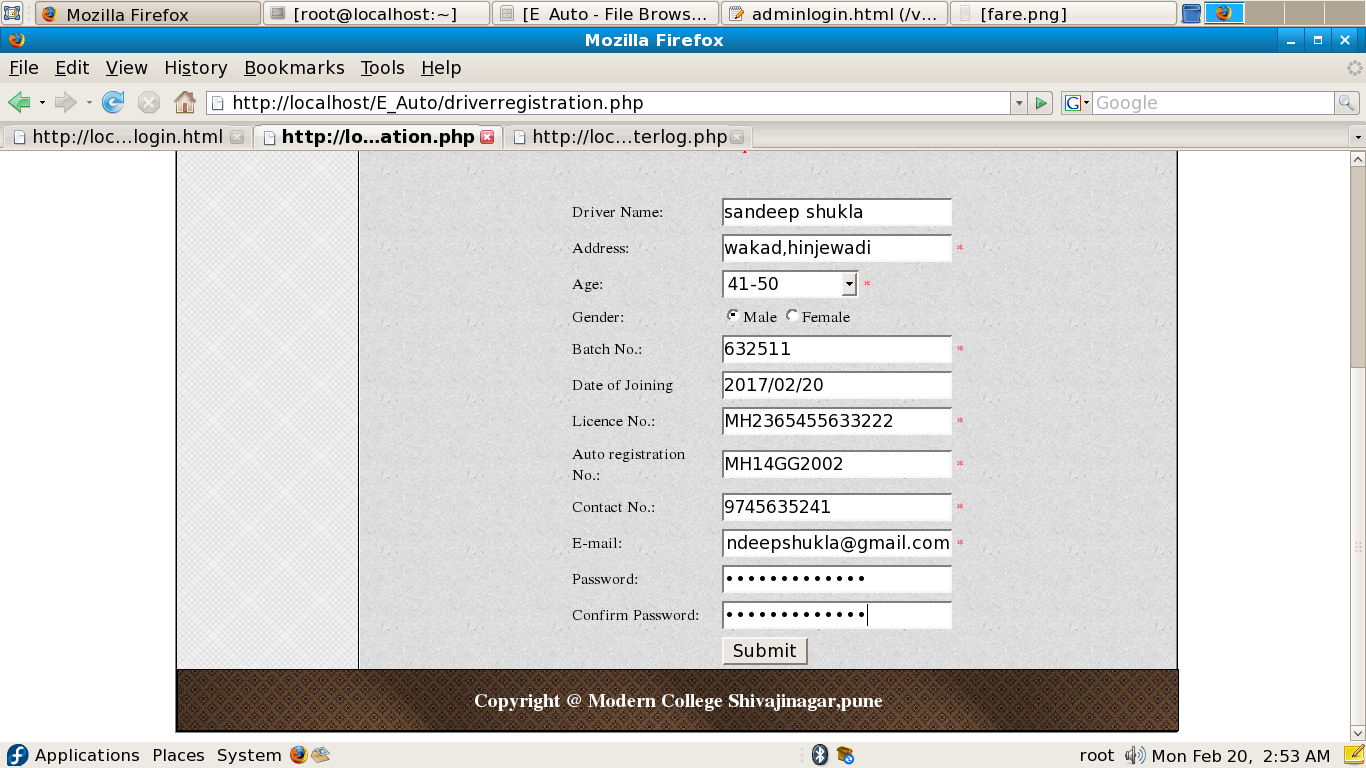 Mozilla Firefox
[root@localhost:~]
[E_Auto - File Brows...
adminlogin.html (/v...
[fare.png]
Mozilla Firefox
File Edit View History Bookmarks Tools Help
http://localhost/E_Auto/driverregistration.php
Google
http://loc...login.html
http://lo...ation.php
http://loc...terlog.php
Driver Name: sandeep shukla
Address: wakad,hinjewadi *
Age: 41-50 *
Gender: Male Female
Batch No.: 632511 *
Date of Joining 2017/02/20
Licence No.: MH2365455633222 *
Auto registration
No.: MH14GG2002 *
Contact No.: 9745635241 *
E-mail: ndeepshukla@gmail.com *
Password: •••••••••••••
Confirm Password: •••••••••••••
Submit
Copyright @ Modern College Shivajinagar,pune
Applications Places System root Mon Feb 20, 2:53 AM